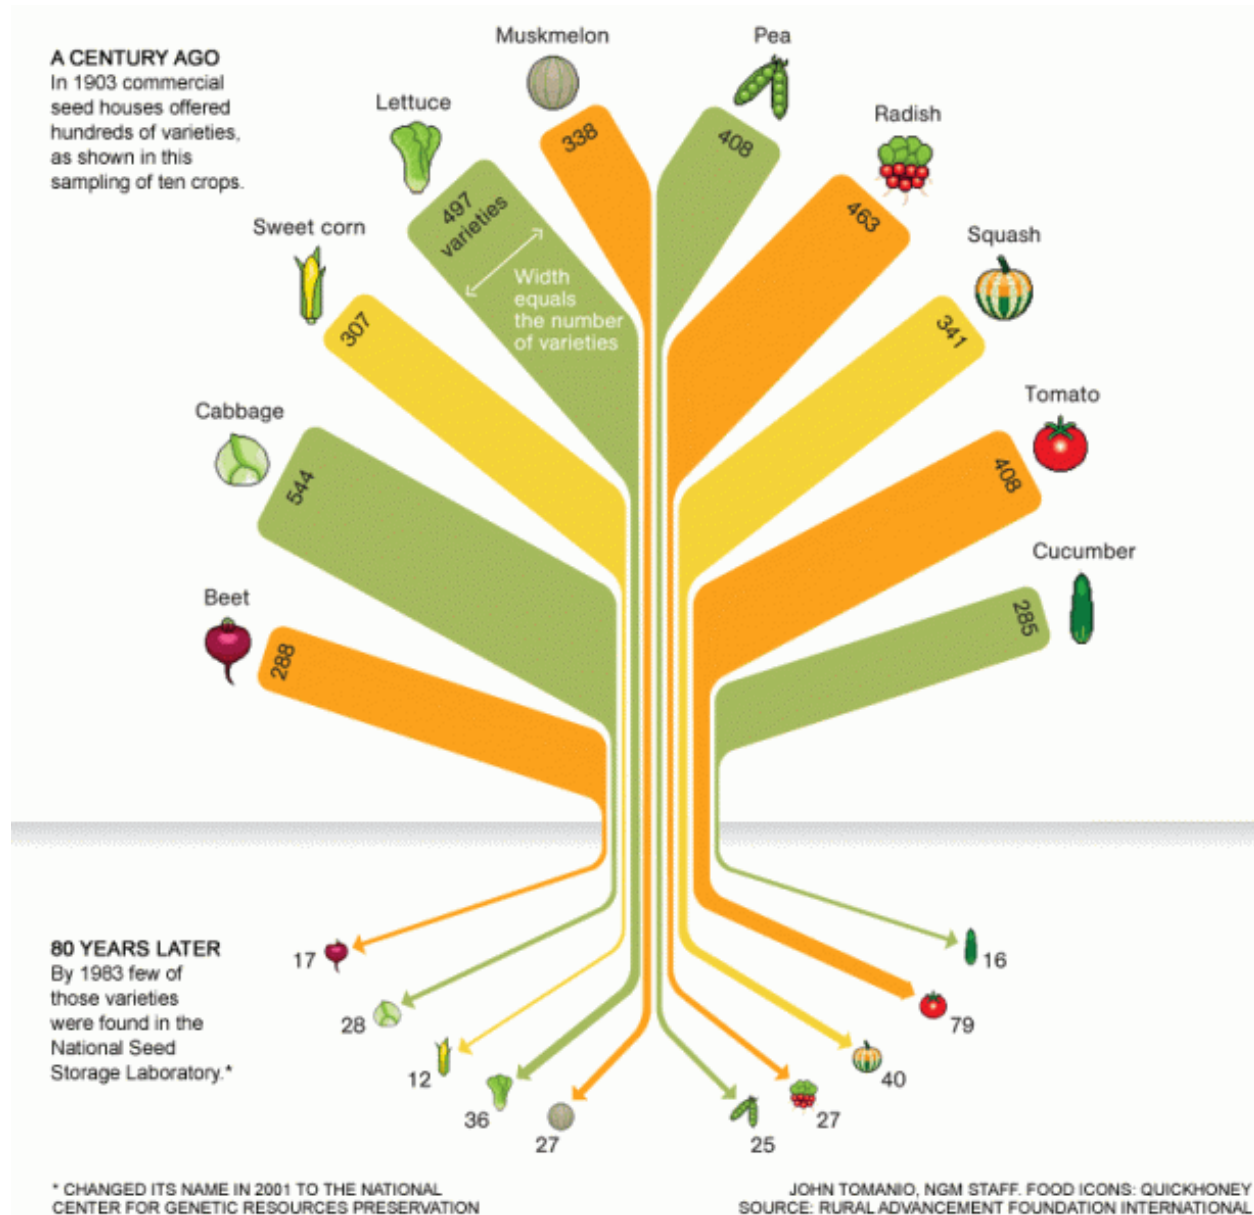 A CENTURY AGO
In 1903 commercial
seed houses offered
hundreds of varieties,
as shown in this
sampling of ten crops.
Muskmelon
338
Pea
408
Lettuce
497
varieties
Width
equals
the number
of varieties
Radish
463
Sweet corn
307
Squash
341
Cabbage
544
Tomato
408
Beet
288
Cucumber
285
80 YEARS LATER
By 1983 few of
those varieties
were found in the
National Seed
Storage Laboratory.*
17
28
12
36
27
25
27
40
79
16
* CHANGED ITS NAME IN 2001 TO THE NATIONAL
CENTER FOR GENETIC RESOURCES PRESERVATION
JOHN TOMANIO, NGM STAFF. FOOD ICONS: QUICKHONEY
SOURCE: RURAL ADVANCEMENT FOUNDATION INTERNATIONAL